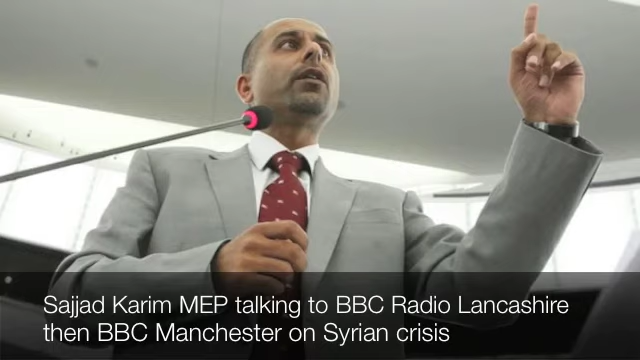 Sajjad Karim MEP talking to BBC Radio Lancashire
then BBC Manchester on Syrian crisis